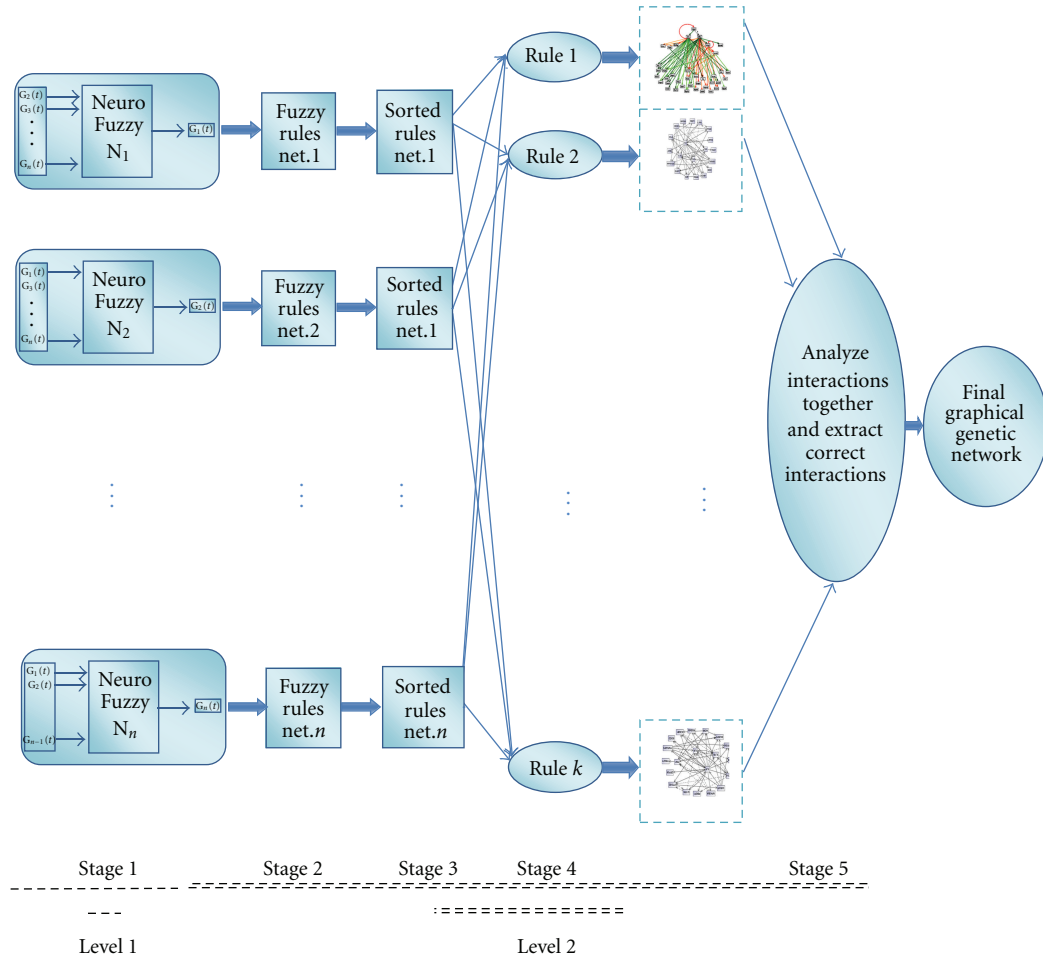 G2(t)
G3(t)
Gn(t)
Neuro
Fuzzy
N1
G1(t)
Fuzzy
rules
net.1
Sorted
rules
net.1
Rule 1
Rule 2
G1(t)
G3(t)
Gn(t)
Neuro
Fuzzy
N2
G2(t)
Fuzzy
rules
net.2
Sorted
rules
net.1
Analyze
interactions
together
and extract
correct
interactions
Final
graphical
genetic
network
G1(t)
G2(t)
Gn−1(t)
Neuro
Fuzzy
Nn
Gn(t)
Fuzzy
rules
net.n
Sorted
rules
net.n
Rule k
Stage 1 Stage 2 Stage 3 Stage 4 Stage 5
Level 1 Level 2